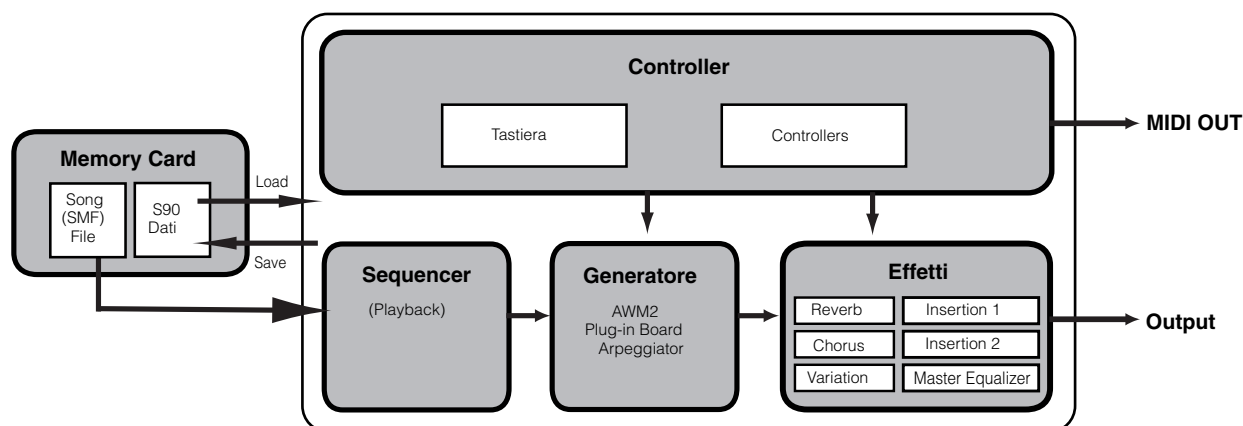 Controller
Tastiera
Controllers
MIDI OUT
Memory Card
Song
(SMF)
File
S90
Dati
Load
Save
Sequencer
(Playback)
Generatore
AWM2
Plug-in Board
Arpeggiator
Effetti
Reverb
Insertion 1
Chorus
Insertion 2
Variation
Master Equalizer
Output